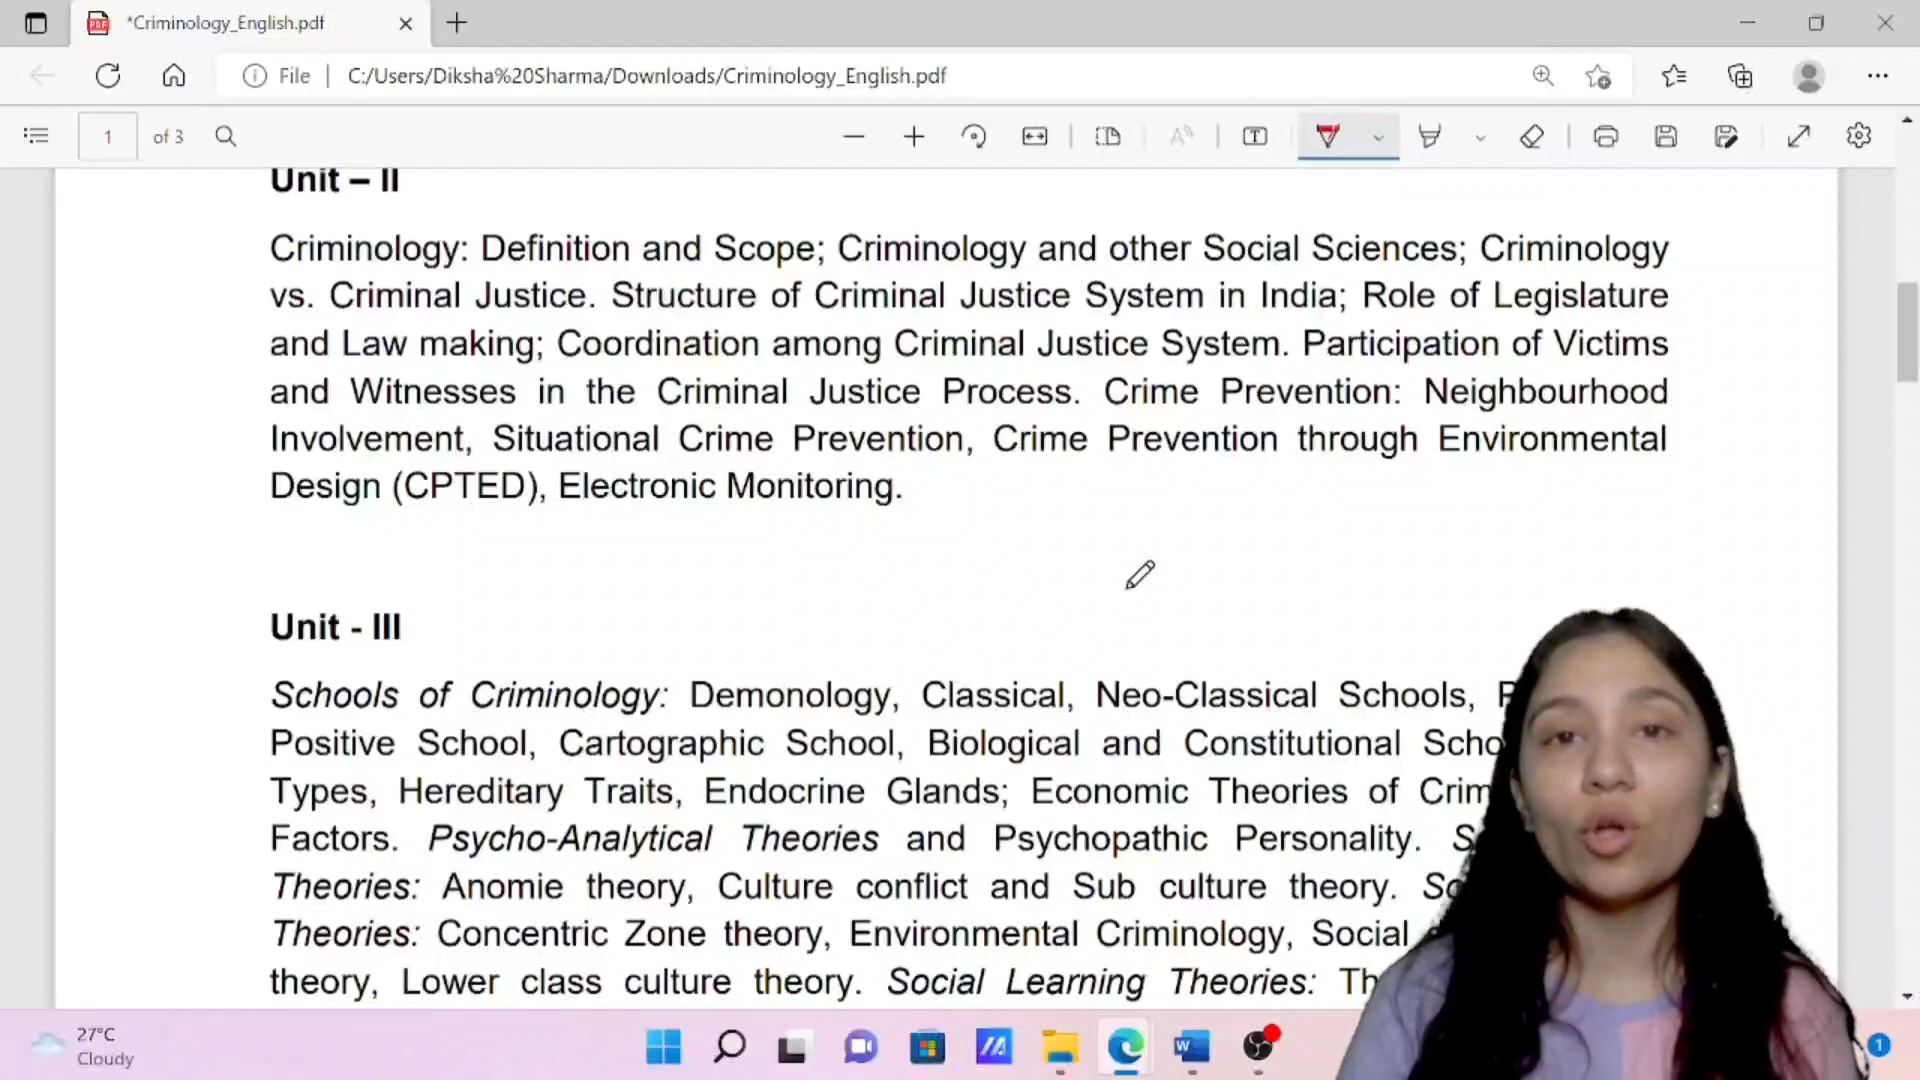 *Criminology_English.pdf
File | C:/Users/Diksha%20Sharma/Downloads/Criminology_English.pdf
1 of 3
Unit – II
Criminology: Definition and Scope; Criminology and other Social Sciences; Criminology
vs. Criminal Justice. Structure of Criminal Justice System in India; Role of Legislature
and Law making; Coordination among Criminal Justice System. Participation of Victims
and Witnesses in the Criminal Justice Process. Crime Prevention: Neighbourhood
Involvement, Situational Crime Prevention, Crime Prevention through Environmental
Design (CPTED), Electronic Monitoring.
Unit - III
Schools of Criminology: Demonology, Classical, Neo-Classical Schools,
Positive School, Cartographic School, Biological and Constitutional
Types, Hereditary Traits, Endocrine Glands; Economic Theories of
Factors. Psycho-Analytical Theories and Psychopathic Personality.
Theories: Anomie theory, Culture conflict and Sub culture theory.
Theories: Concentric Zone theory, Environmental Criminology, Social
theory, Lower class culture theory. Social Learning Theories:
27°C
Cloudy
1